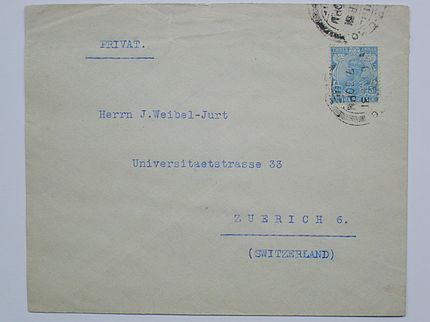 PRIVAT.
Herrn J.Weibel-Jurt
Universitaetstrasse 33
ZUERICH 6.
(SWITZERLAND)